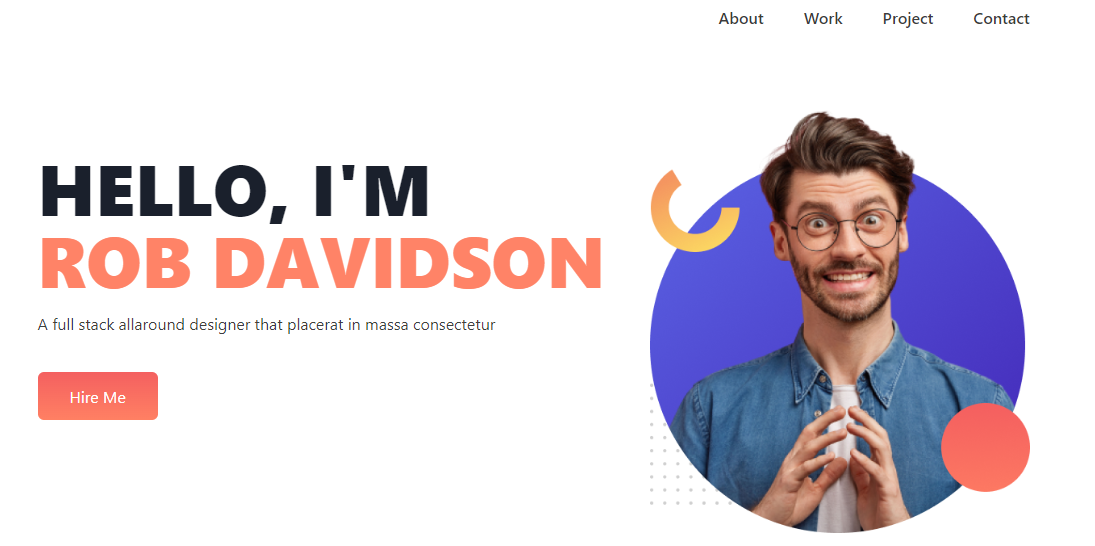 About Work Project Contact
HELLO, I'M
ROB DAVIDSON
A full stack allaround designer that placerat in massa consectetur
Hire Me